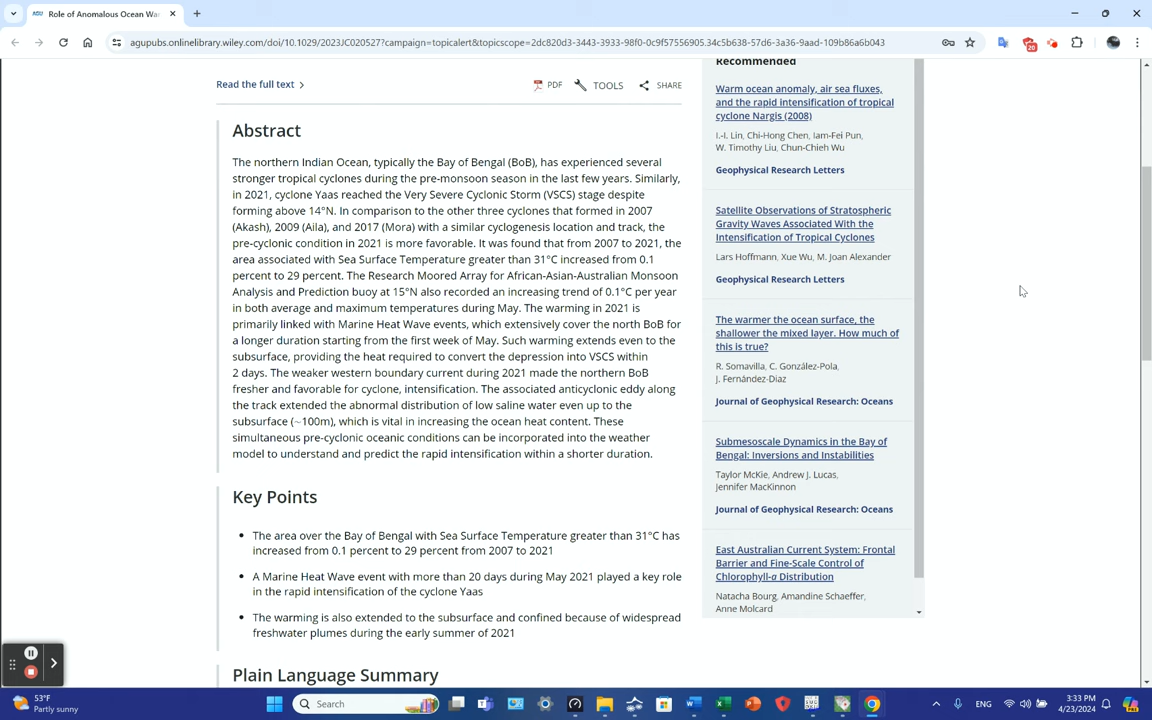 Role of Anomalous Ocean War
agupubs.onlinelibrary.wiley.com/doi/10.1029/2023JC020527?campaign=topicalert&topicscope=2dc820d3-3443-3933-98f0-0c9f57556905.34c5b638-57d6-3a36-9aad-109b86a6b043
20
Read the full text
PDF
TOOLS
SHARE
Abstract
The northern Indian Ocean, typically the Bay of Bengal (BoB), has experienced several
stronger tropical cyclones during the pre-monsoon season in the last few years. Similarly,
in 2021, cyclone Yaas reached the Very Severe Cyclonic Storm (VSCS) stage despite
forming above 14°N. In comparison to the other three cyclones that formed in 2007
(Akash), 2009 (Aila), and 2017 (Mora) with a similar cyclogenesis location and track, the
pre-cyclonic condition in 2021 is more favorable. It was found that from 2007 to 2021, the
area associated with Sea Surface Temperature greater than 31°C increased from 0.1
percent to 29 percent. The Research Moored Array for African-Asian-Australian Monsoon
Analysis and Prediction buoy at 15°N also recorded an increasing trend of 0.1°C per year
in both average and maximum temperatures during May. The warming in 2021 is
primarily linked with Marine Heat Wave events, which extensively cover the north BoB for
a longer duration starting from the first week of May. Such warming extends even to the
subsurface, providing the heat required to convert the depression into VSCS within
2 days. The weaker western boundary current during 2021 made the northern BoB
fresher and favorable for cyclone, intensification. The associated anticyclonic eddy along
the track extended the abnormal distribution of low saline water even up to the
subsurface (~100m), which is vital in increasing the ocean heat content. These
simultaneous pre-cyclonic oceanic conditions can be incorporated into the weather
model to understand and predict the rapid intensification within a shorter duration.
Key Points
The area over the Bay of Bengal with Sea Surface Temperature greater than 31°C has
increased from 0.1 percent to 29 percent from 2007 to 2021
A Marine Heat Wave event with more than 20 days during May 2021 played a key role
in the rapid intensification of the cyclone Yaas
The warming is also extended to the subsurface and confined because of widespread
freshwater plumes during the early summer of 2021
Plain Language Summary
Recommended
Warm ocean anomaly, air sea fluxes,
and the rapid intensification of tropical
cyclone Nargis (2008)
I.-I. Lin, Chi-Hong Chen, Iam-Fei Pun,
W. Timothy Liu, Chun-Chieh Wu
Geophysical Research Letters
Satellite Observations of Stratospheric
Gravity Waves Associated With the
Intensification of Tropical Cyclones
Lars Hoffmann, Xue Wu, M. Joan Alexander
Geophysical Research Letters
The warmer the ocean surface, the
shallower the mixed layer. How much of
this is true?
R. Somavilla, C. González-Pola,
J. Fernández-Diaz
Journal of Geophysical Research: Oceans
Submesoscale Dynamics in the Bay of
Bengal: Inversions and Instabilities
Taylor McKie, Andrew J. Lucas,
Jennifer MacKinnon
Journal of Geophysical Research: Oceans
East Australian Current System: Frontal
Barrier and Fine-Scale Control of
Chlorophyll-a Distribution
Natacha Bourg, Amandine Schaeffer,
Anne Molcard
53°F
Partly sunny
Search
ENG
3:33 PM
4/23/2024